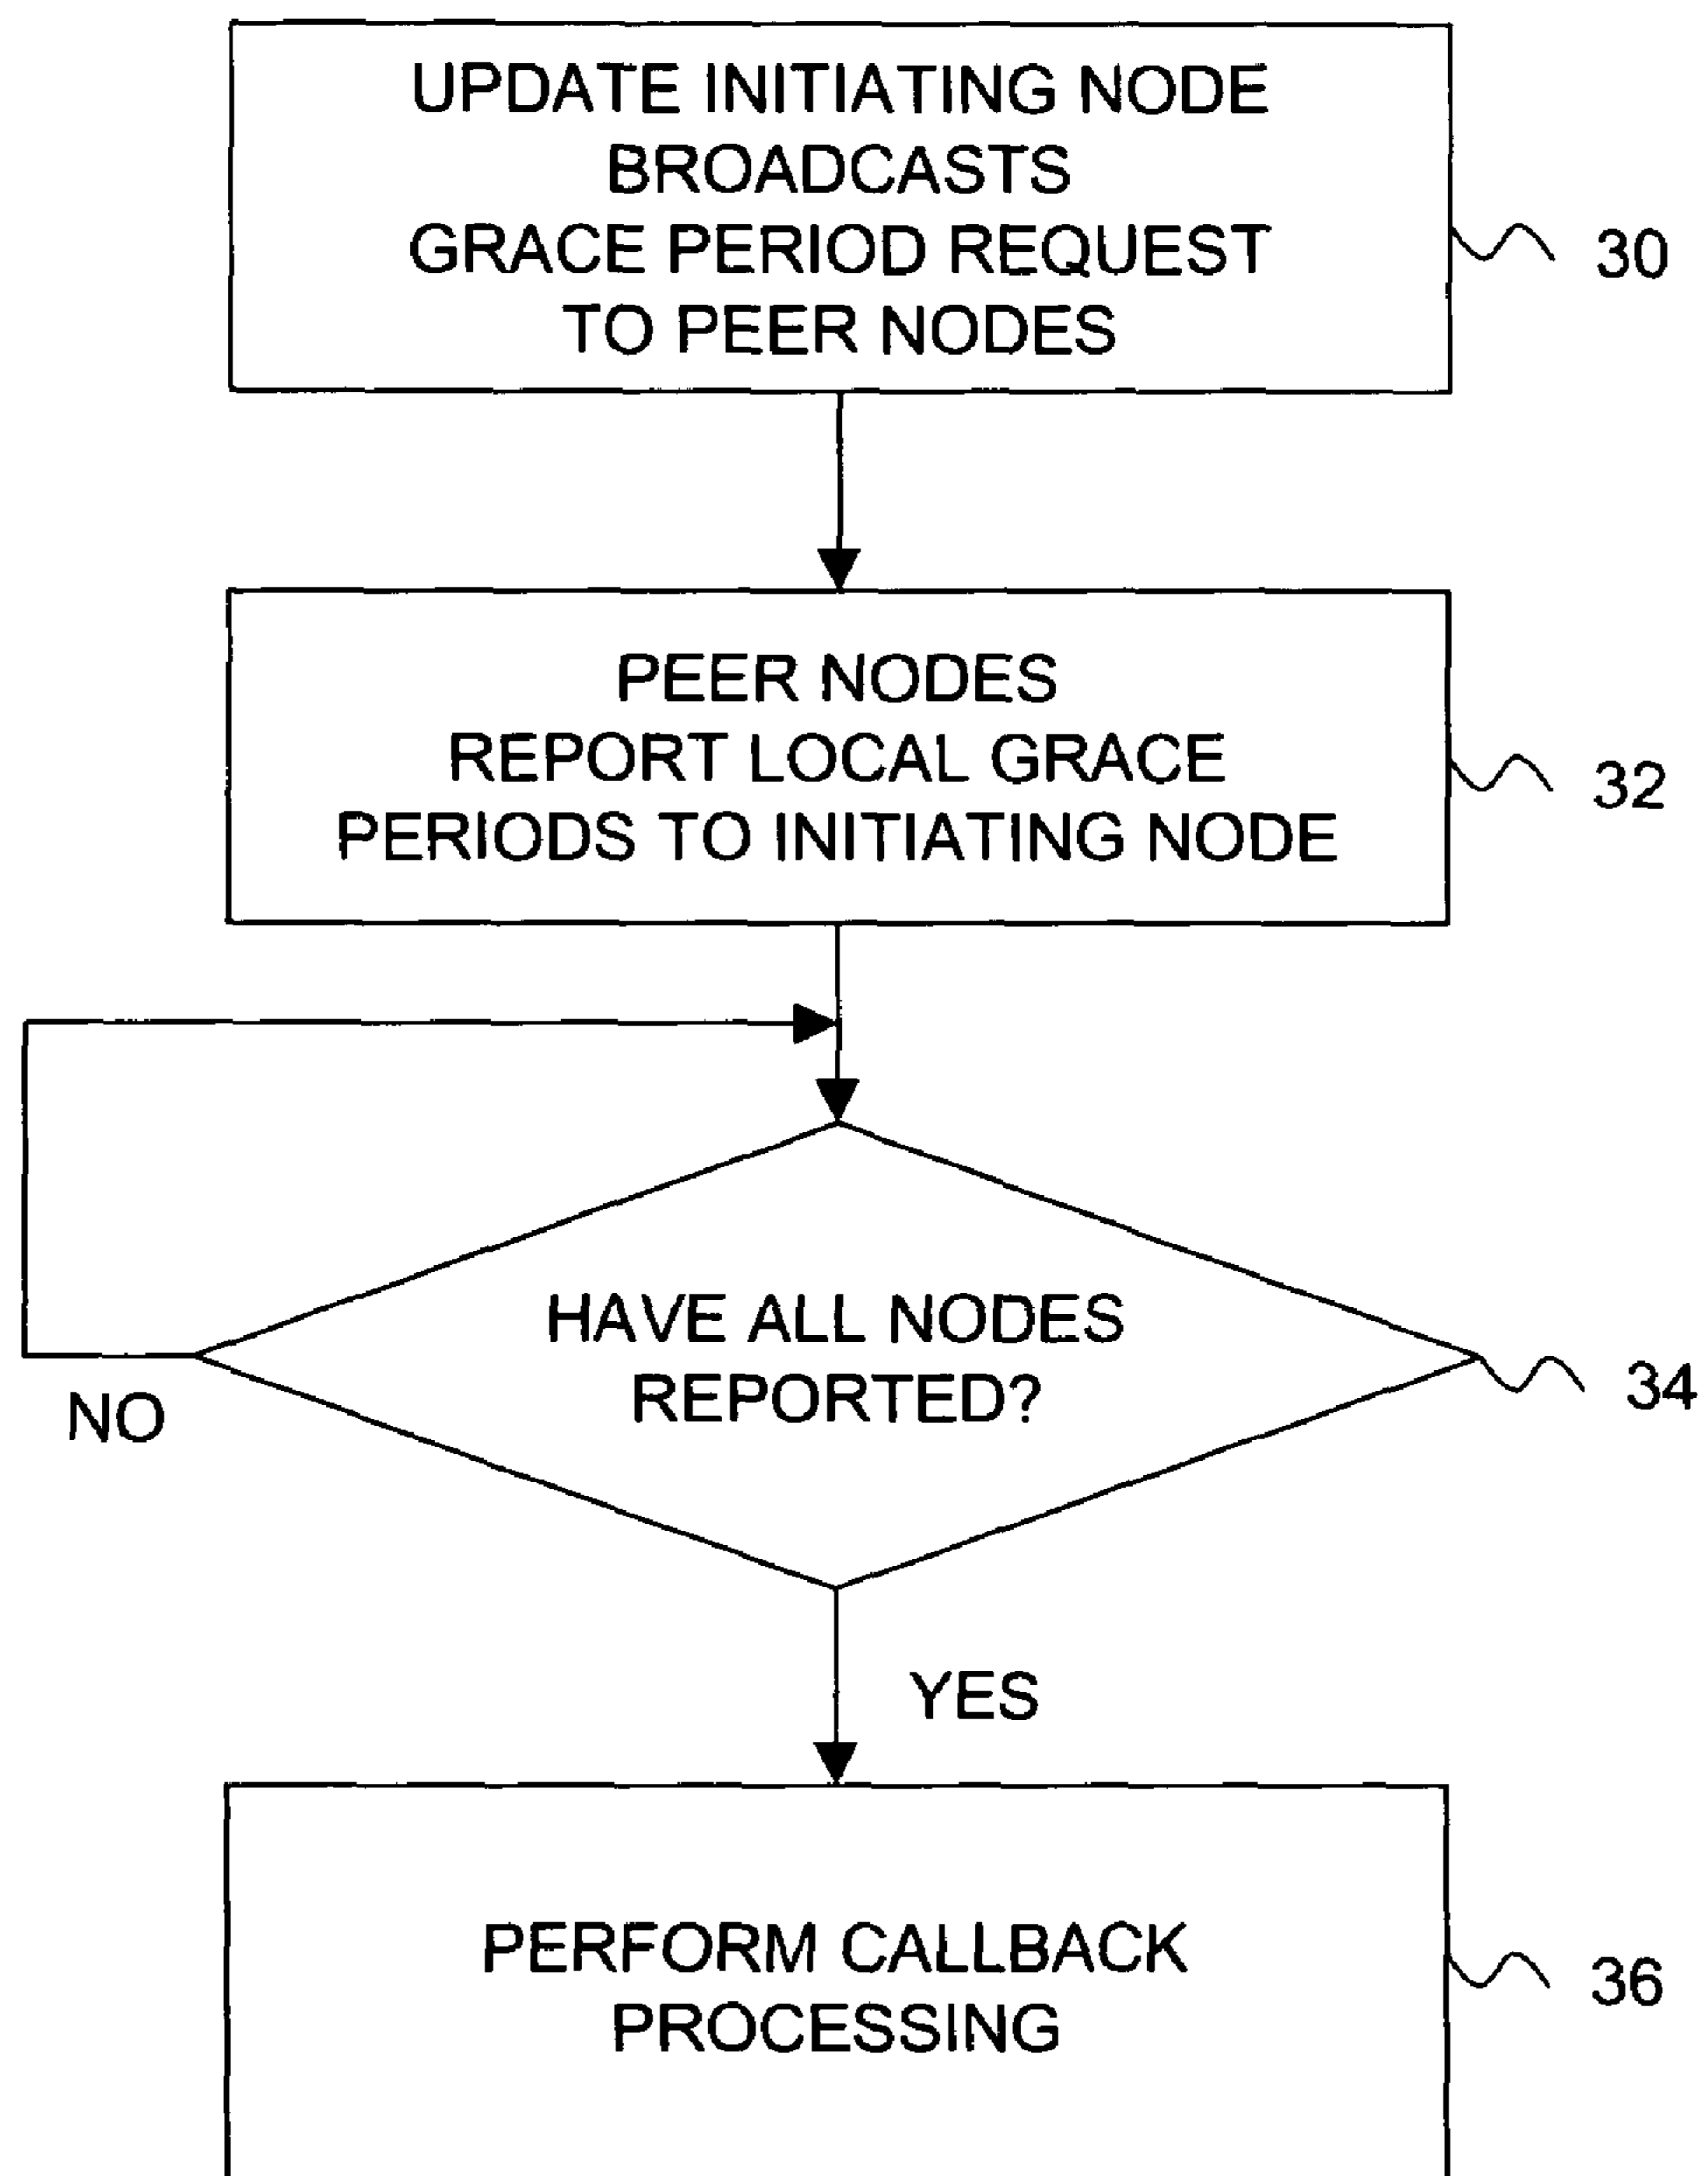 UPDATE INITIATING NODE
BROADCASTS
GRACE PERIOD REQUEST
TO PEER NODES
30
PEER NODES
REPORT LOCAL GRACE
PERIODS TO INITIATING NODE
32
HAVE ALL NODES
REPORTED?
34
NO
YES
PERFORM CALLBACK
PROCESSING
36